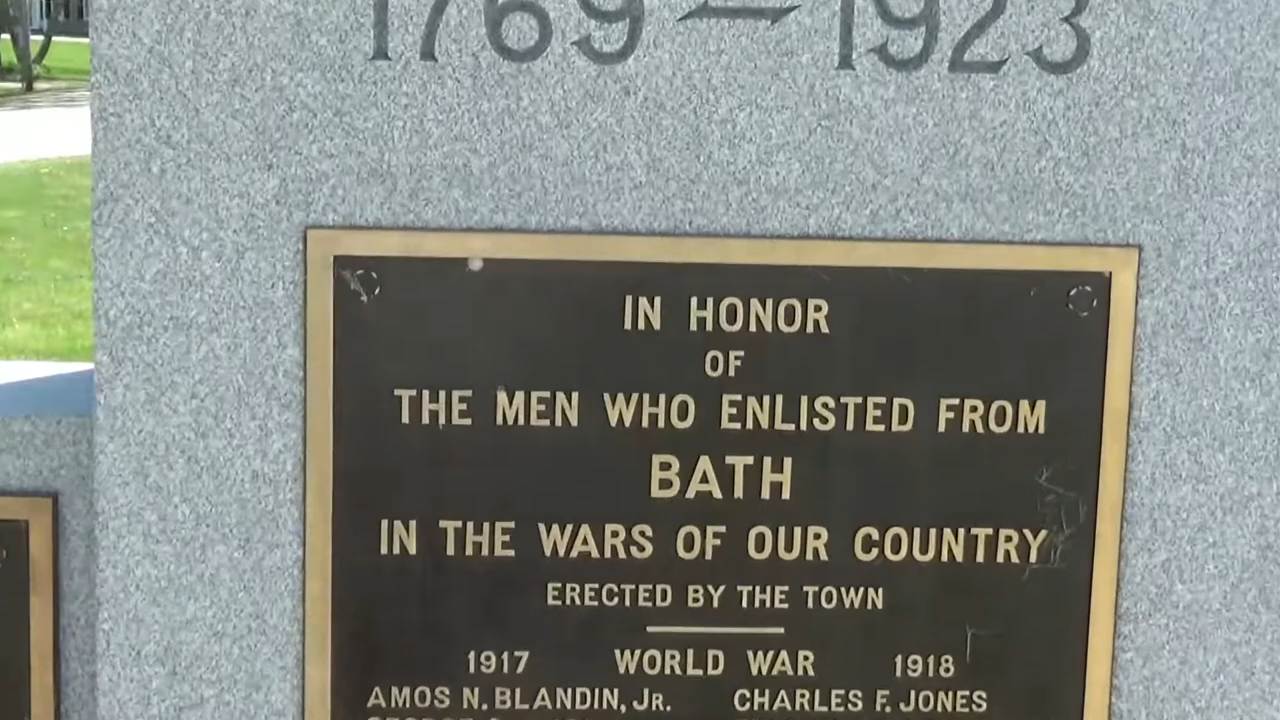 1769 — 1923
IN HONOR
OF
THE MEN WHO ENLISTED FROM
BATH
IN THE WARS OF OUR COUNTRY
ERECTED BY THE TOWN
1917 WORLD WAR 1918
AMOS N. BLANDIN, JR. CHARLES F. JONES